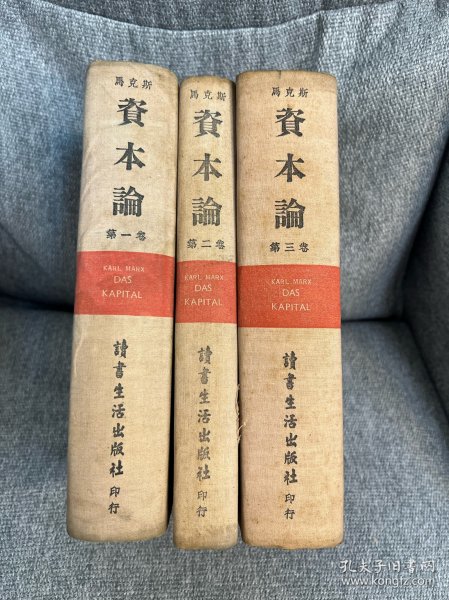 斯克馬
資本論
第一卷
KARL MARX
DAS
KAPITAL
讀書生活出版社
印行
斯克馬
資本論
第二卷
KARL MARX
DAS
KAPITAL
讀書生活出版社
印行
斯克馬
資本論
第三卷
KARL MARX
DAS
KAPITAL
讀書生活出版社
印行
孔夫子旧书网
www.kongfz.com